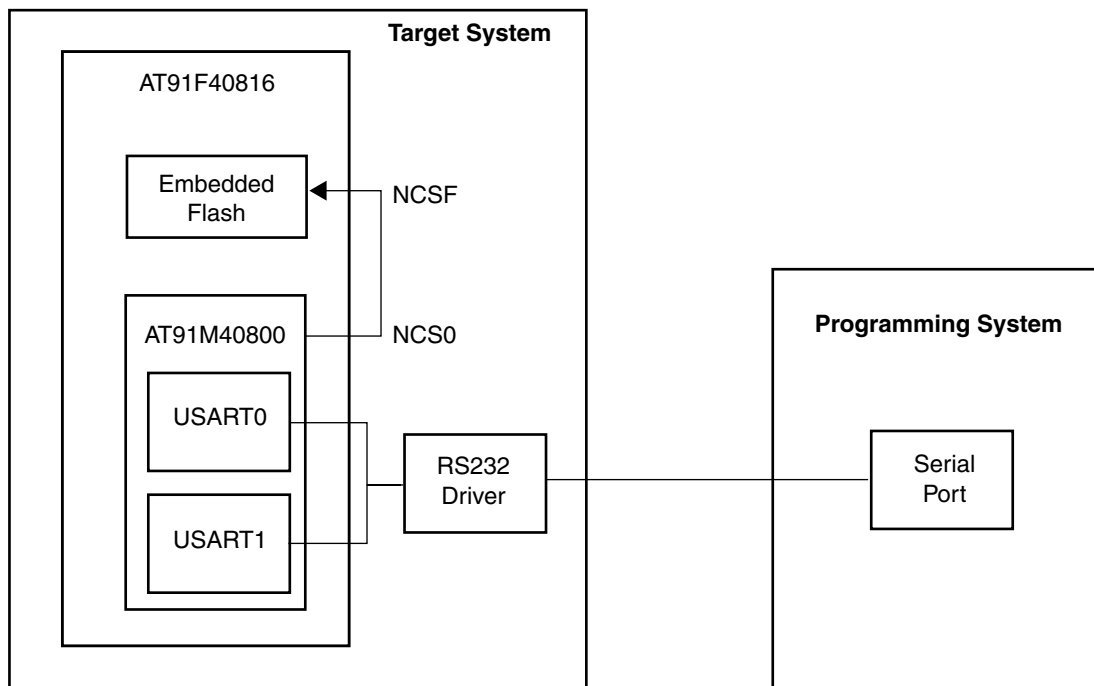 Target System
AT91F40816
Embedded
Flash
NCSF
AT91M40800
NCS0
USART0
USART1
RS232
Driver
Programming System
Serial
Port